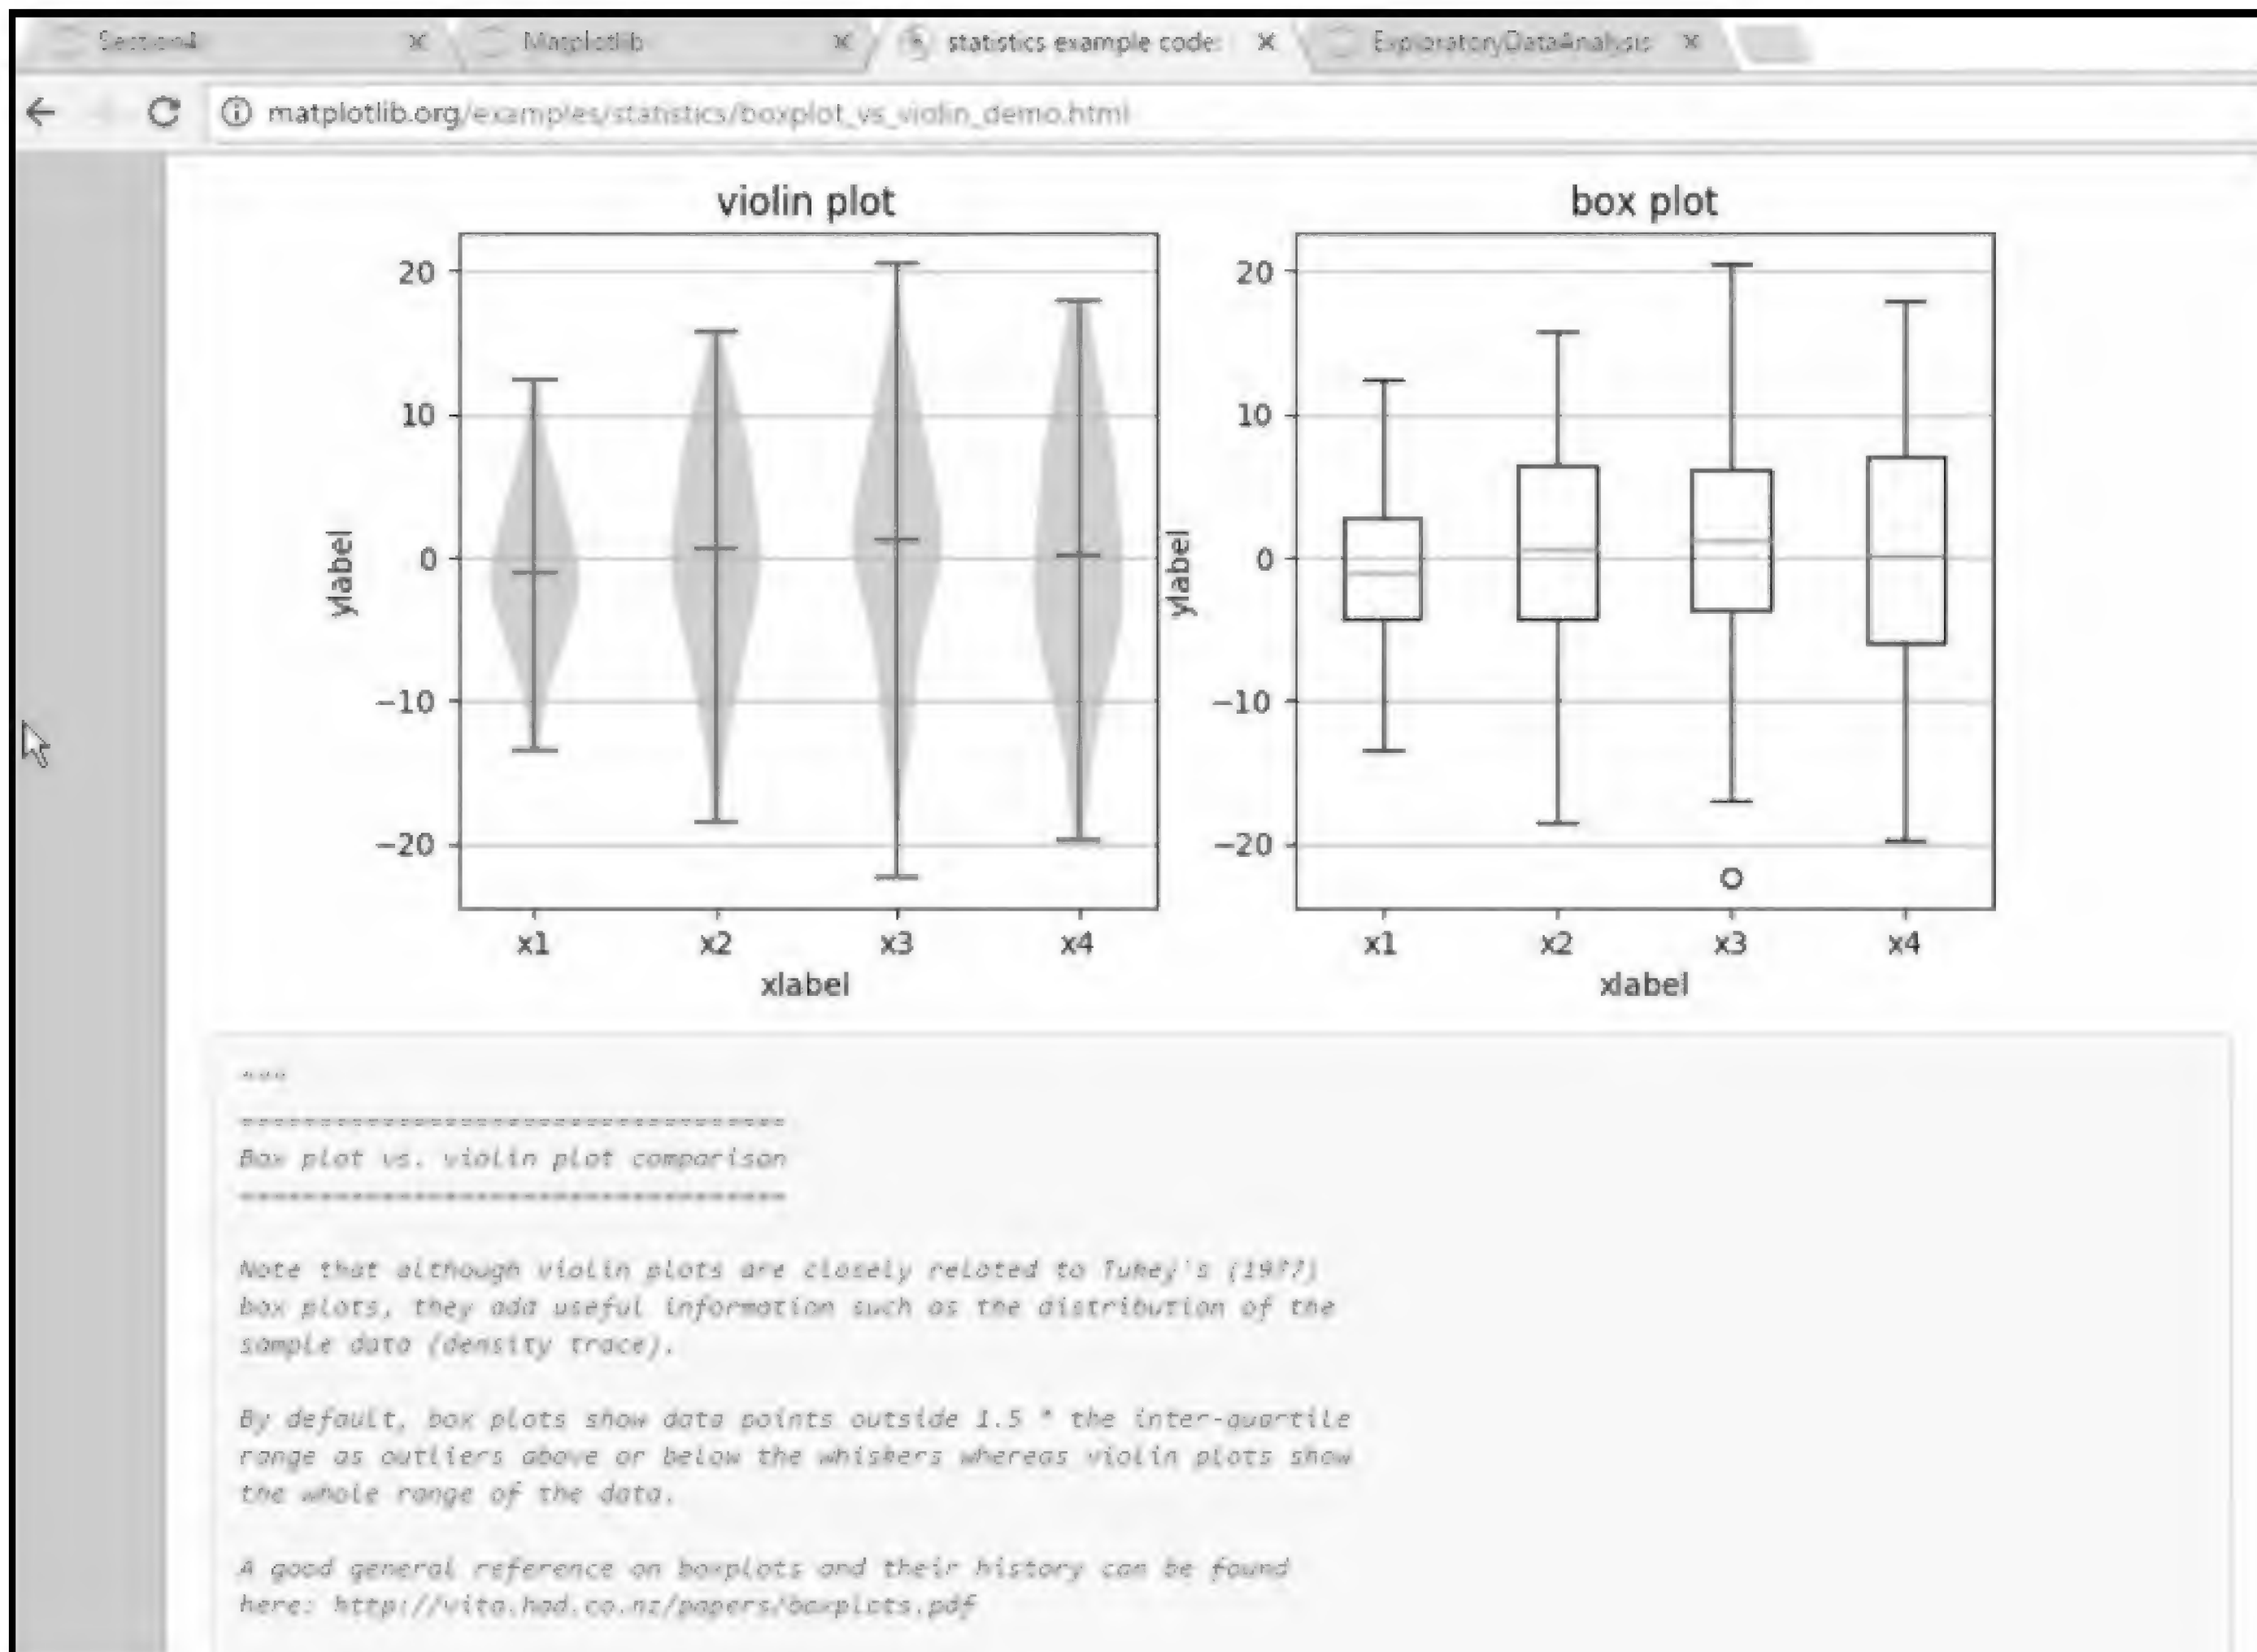 Section4
Matplotlib
statistics example code:
ExploratoryDataAnalysis
matplotlib.org/examples/statistics/boxplot_vs_violin_demo.html
violin plot
20
10
0
−10
−20
ylabel
x1 x2 x3 x4
xlabel
box plot
20
10
0
−10
−20
ylabel
x1 x2 x3 x4
xlabel
"""
===================================
Box plot vs. violin plot comparison
===================================
Note that although violin plots are closely related to Tukey's (1977)
box plots, they add useful information such as the distribution of the
sample data (density trace).
By default, box plots show data points outside 1.5 * the inter-quartile
range as outliers above or below the whiskers whereas violin plots show
the whole range of the data.
A good general reference on boxplots and their history can be found
here: http://vita.had.co.nz/papers/boxplots.pdf